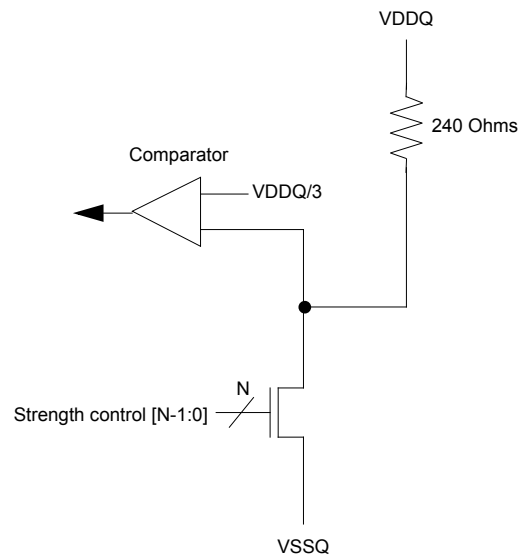 VDDQ
240 Ohms
Comparator
VDDQ/3
N
Strength control [N-1:0]
VSSQ